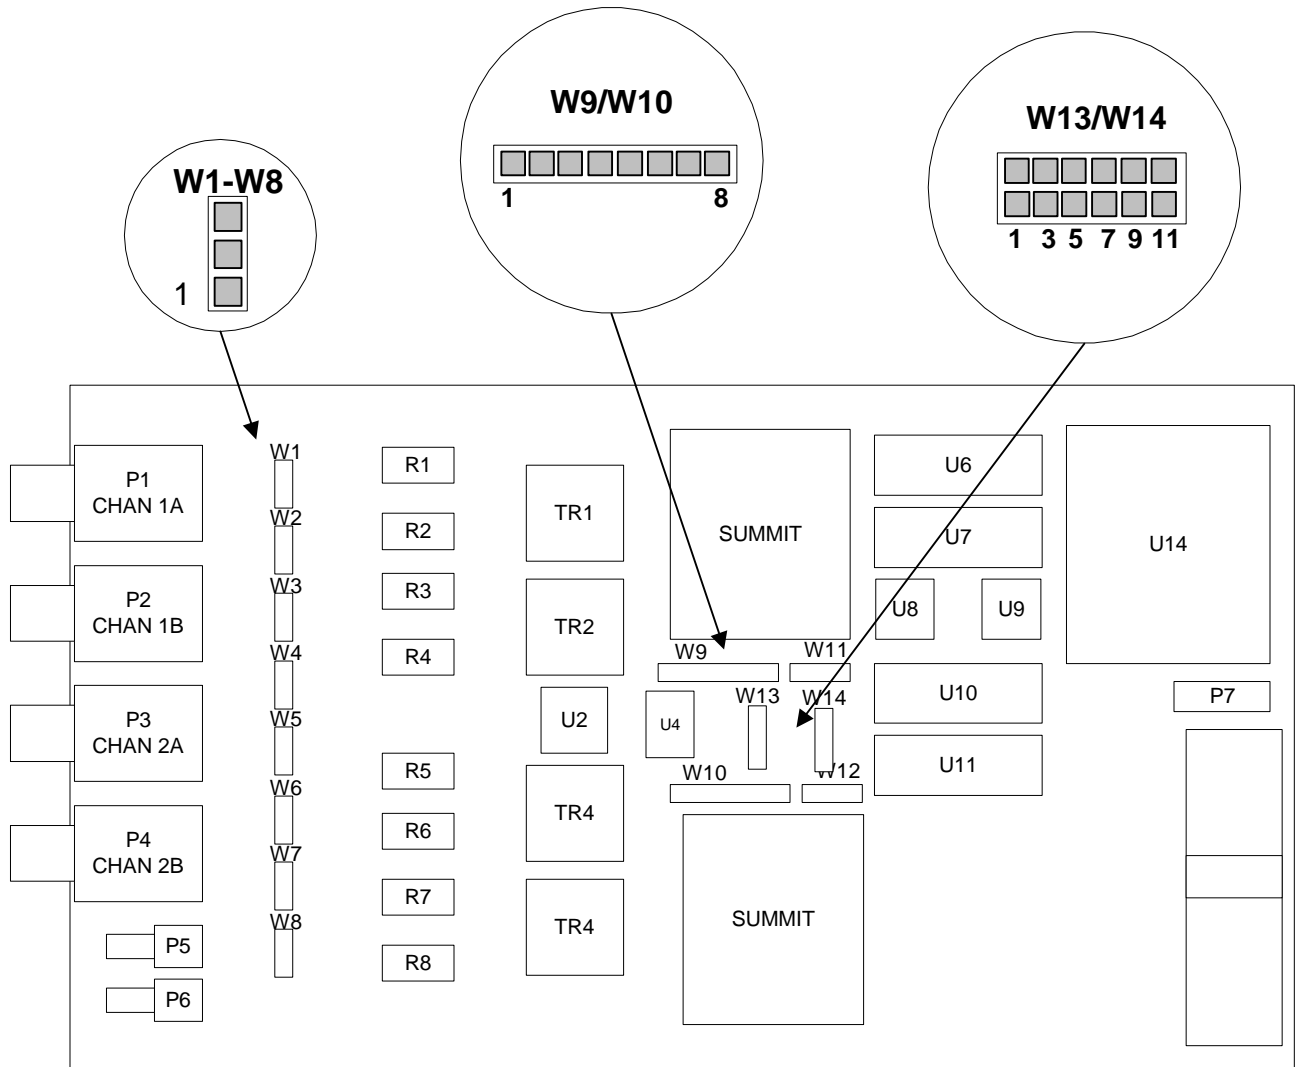 W9/W10
1 8
W13/W14
1 3 5 7 9 11
W1-W8
1
P1
CHAN 1A
P2
CHAN 1B
P3
CHAN 2A
P4
CHAN 2B
P5
P6
W1
W2
W3
W4
W5
W6
W7
W8
R1
R2
R3
R4
R5
R6
R7
R8
TR1
TR2
U2
TR4
TR4
SUMMIT
W9
W11
U4
W13
W14
W10
W12
SUMMIT
U6
U7
U8
U9
U10
U11
U14
P7